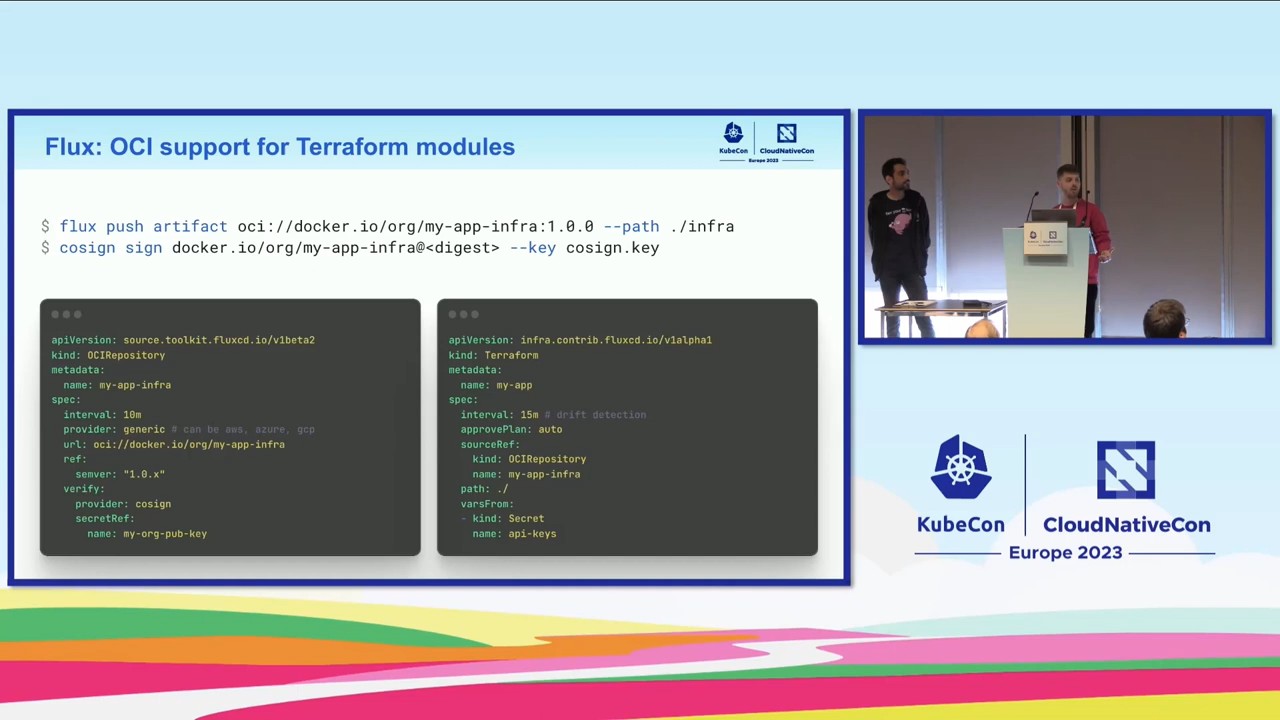 Flux: OCI support for Terraform modules
KubeCon
CloudNativeCon
Europe 2023
$ flux push artifact oci://docker.io/org/my-app-infra:1.0.0 --path ./infra
$ cosign sign docker.io/org/my-app-infra@<digest> --key cosign.key
apiVersion: source.toolkit.fluxcd.io/v1beta2
kind: OCIRepository
metadata:
  name: my-app-infra
spec:
  interval: 10m
  provider: generic # can be aws, azure, gcp
  url: oci://docker.io/org/my-app-infra
  ref:
    semver: "1.0.x"
  verify:
    provider: cosign
    secretRef:
      name: my-org-pub-key
apiVersion: infra.contrib.fluxcd.io/v1alpha1
kind: Terraform
metadata:
  name: my-app
spec:
  interval: 15m # drift detection
  approvePlan: auto
  sourceRef:
    kind: OCIRepository
    name: my-app-infra
  path: ./
  varsFrom:
  - kind: Secret
    name: api-keys
KubeCon
CloudNativeCon
Europe 2023